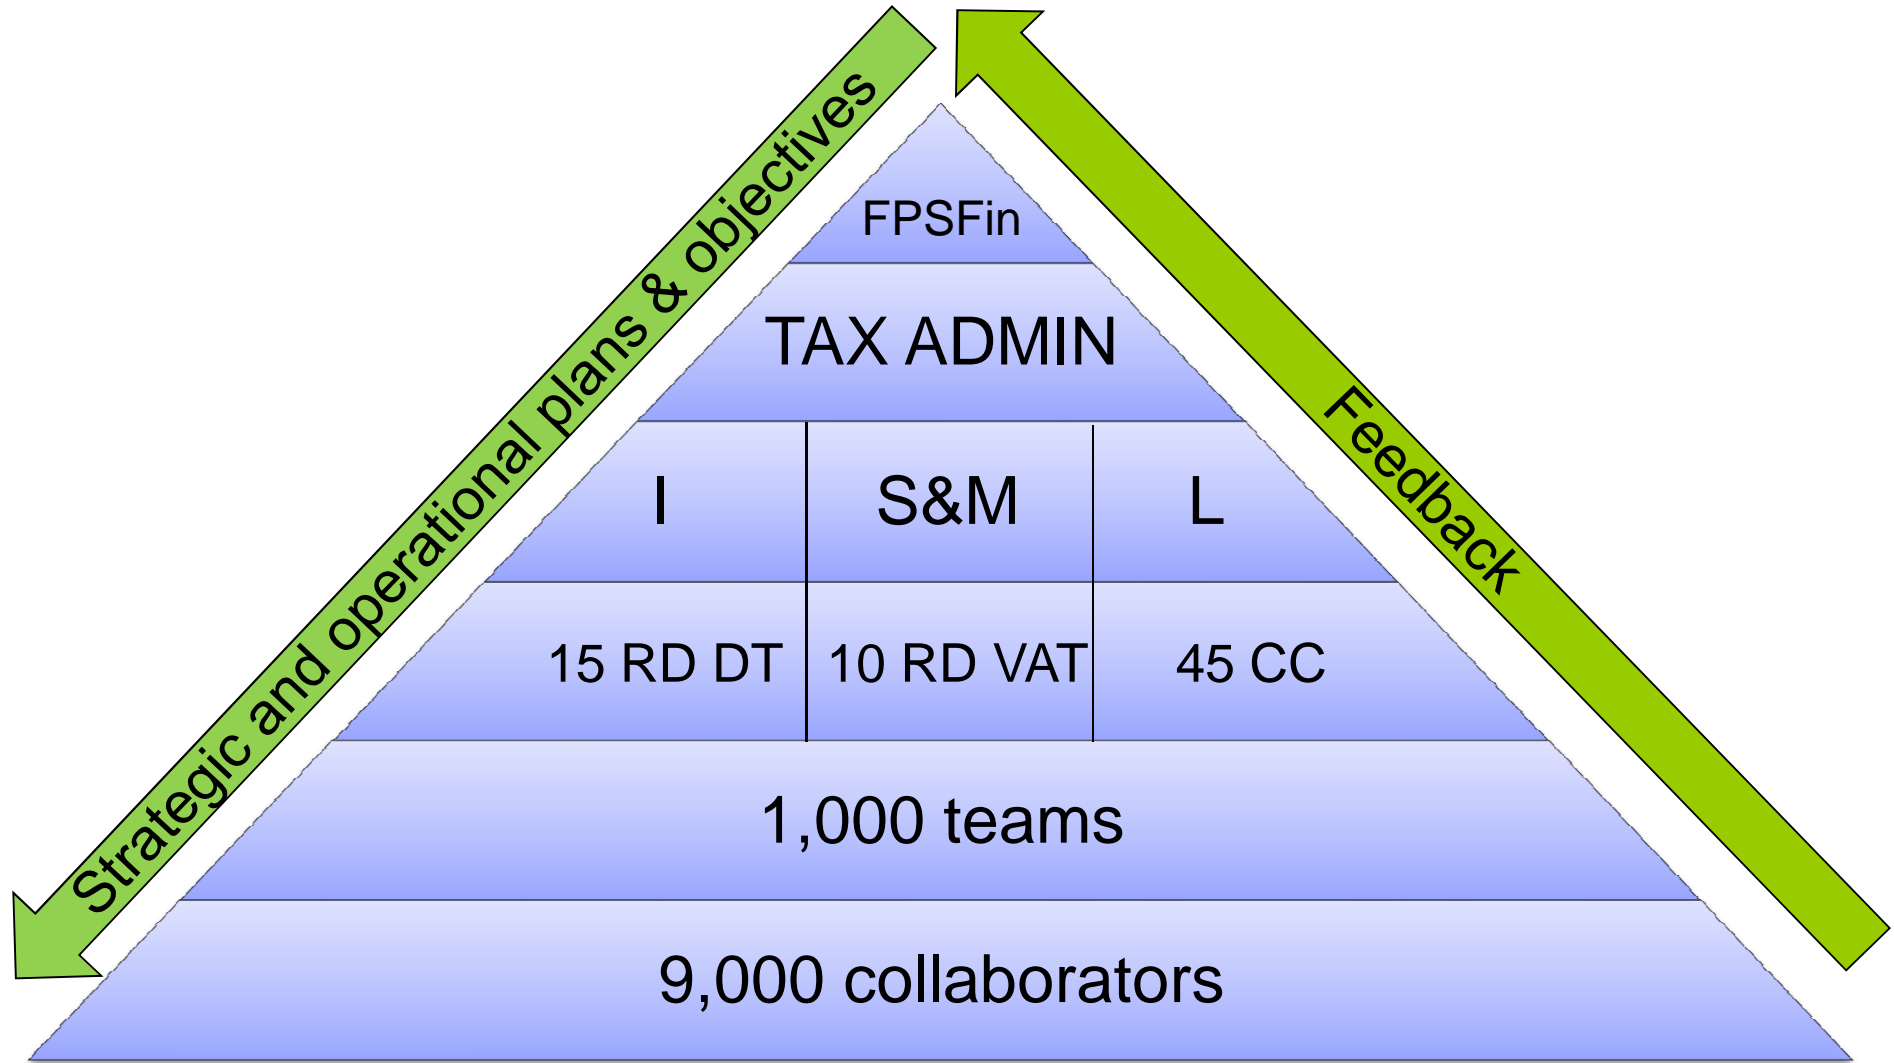 Strategic and operational plans & objectives
Feedback
FPSFin
TAX ADMIN
I
S&M
L
15 RD DT
10 RD VAT
45 CC
1,000 teams
9,000 collaborators